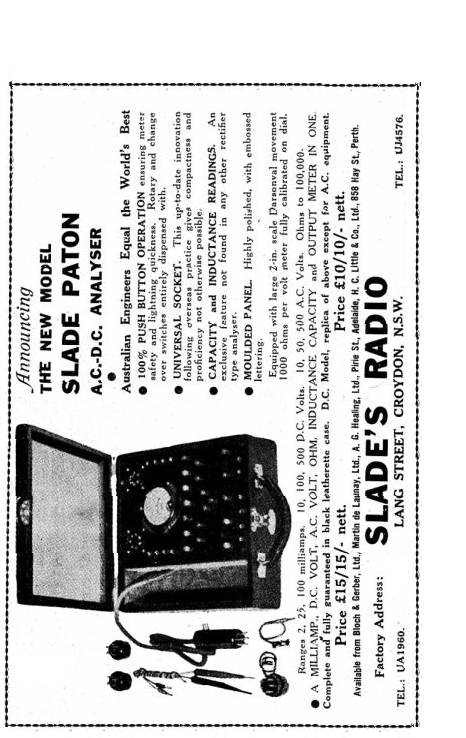 Announcing
THE NEW MODEL
SLADE PATON
A.C.-D.C. ANALYSER
●
Australian Engineers Equal the World's Best
● 100% PUSH BUTTON OPERATION ensuring meter
safety and lightning quickness. Rotary and change
over switches entirely dispensed with.
● UNIVERSAL SOCKET. This up-to-date innovation
following overseas practice gives compactness and
proficiency not otherwise possible.
● CAPACITY and INDUCTANCE READINGS. An
exclusive feature not found in any other rectifier
type analyser.
● MOULDED PANEL. Highly polished, with embossed
lettering.
Equipped with large 2-in. scale Darsonval movement
1000 ohms per volt meter fully calibrated on dial.
Ranges 2, 25, 100 milliamps. 10, 100, 500 D.C. Volts. 10, 50, 500 A.C. Volts. Ohms to 100,000.
● A MILLIAMP., D.C. VOLT, A.C. VOLT, OHM. INDUCTANCE CAPACITY and OUTPUT METER IN ONE.
Complete and fully guaranteed in black leatherette case. D.C. Model, replica of above except for A.C. equipment.
Price £15/15/- nett. Price £10/10/- nett.
Available from Bloch & Gerber, Ltd., Martin de Launay, Ltd., A. G. Healing, Ltd., Pirie St., Adelaide, H. C. Little & Co., Ltd., 858 Hay St., Perth.
Factory Address: SLADE'S RADIO
LANG STREET, CROYDON, N.S.W.
TEL.: UA1960. TEL.: UJ4576.